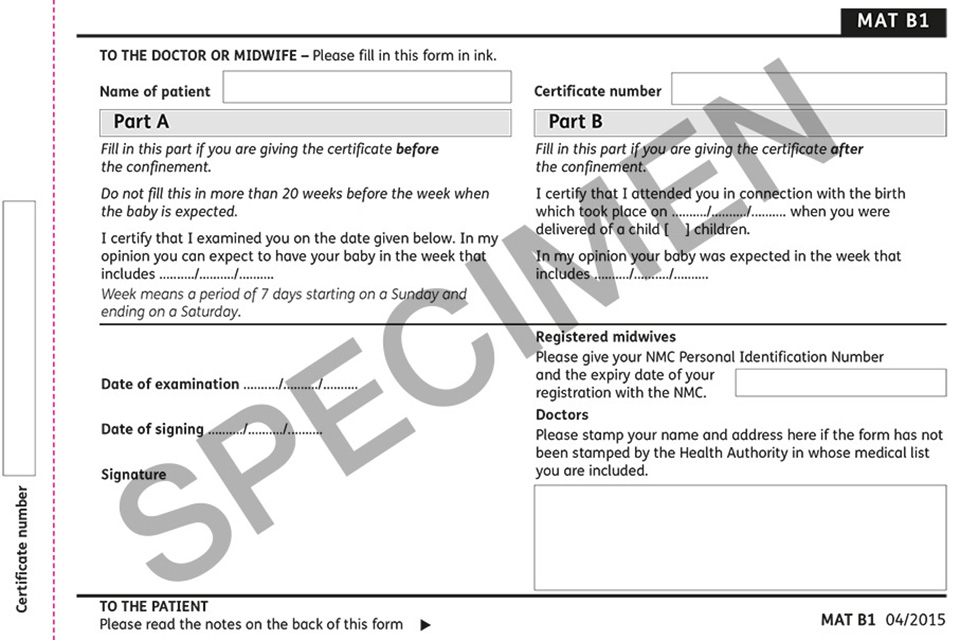 MAT B1
TO THE DOCTOR OR MIDWIFE – Please fill in this form in ink.
Name of patient
Certificate number
Part A
Fill in this part if you are giving the certificate before
the confinement.
Do not fill this in more than 20 weeks before the week when
the baby is expected.
I certify that I examined you on the date given below. In my
opinion you can expect to have your baby in the week that
includes ........../........../..........
Week means a period of 7 days starting on a Sunday and
ending on a Saturday.
Part B
Fill in this part if you are giving the certificate after
the confinement.
I certify that I attended you in connection with the birth
which took place on ........../........../.......... when you were
delivered of a child [ ] children.
In my opinion your baby was expected in the week that
includes ........../........../..........
Date of examination ........../........../..........
Date of signing ........../........../..........
Signature
Registered midwives
Please give your NMC Personal Identification Number
and the expiry date of your
registration with the NMC.
Doctors
Please stamp your name and address here if the form has not
been stamped by the Health Authority in whose medical list
you are included.
SPECIMEN
Certificate number
TO THE PATIENT
Please read the notes on the back of this form
MAT B1 04/2015